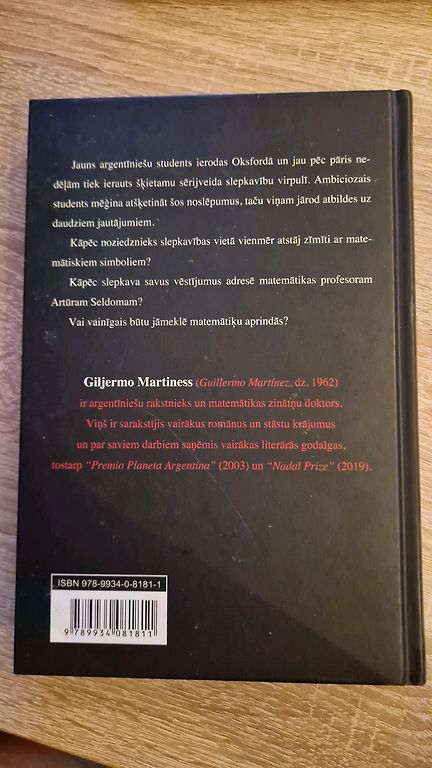 Jauns argentīniešu students ierodas Oksfordā un jau pēc pāris ne-
dēļām tiek ierauts šķietamu sērijveida slepkavību virpulī. Ambiciozais
students mēģina atšķetināt šos noslēpumus, taču viņam jārod atbildes uz
daudziem jautājumiem.
Kāpēc noziedznieks slepkavības vietā vienmēr atstāj zīmīti ar mate-
mātiskiem simboliem?
Kāpēc slepkava savus vēstījumus adresē matemātikas profesoram
Artūram Seldomam?
Vai vainīgais būtu jāmeklē matemātiķu aprindās?
Giljermo Martiness (Guillermo Martínez, dz. 1962)
ir argentīniešu rakstnieks un matemātikas zinātņu doktors.
Viņš ir sarakstījis vairākus romānus un stāstu krājumus
un par saviem darbiem saņēmis vairākas literārās godalgas,
tostarp “Premio Planeta Argentina” (2003) un “Nadal Prize” (2019).
ISBN 978-9934-0-8181-1
9 789934 081811